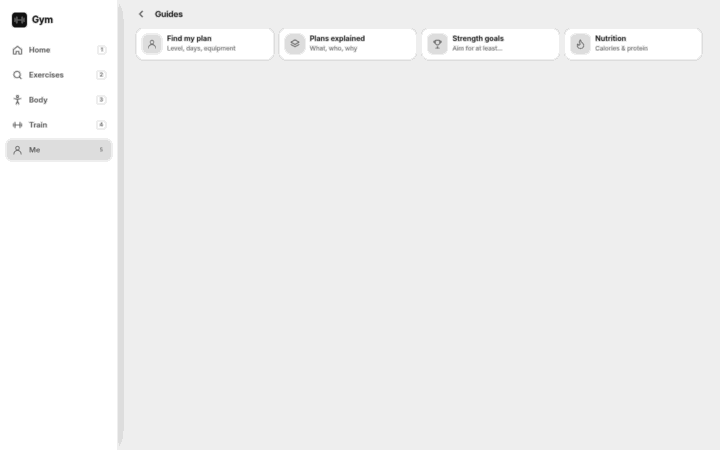 Gym
Home 1
Exercises 2
Body 3
Train 4
Me 5
Guides
Find my plan
Level, days, equipment
Plans explained
What, who, why
Strength goals
Aim for at least...
Nutrition
Calories & protein